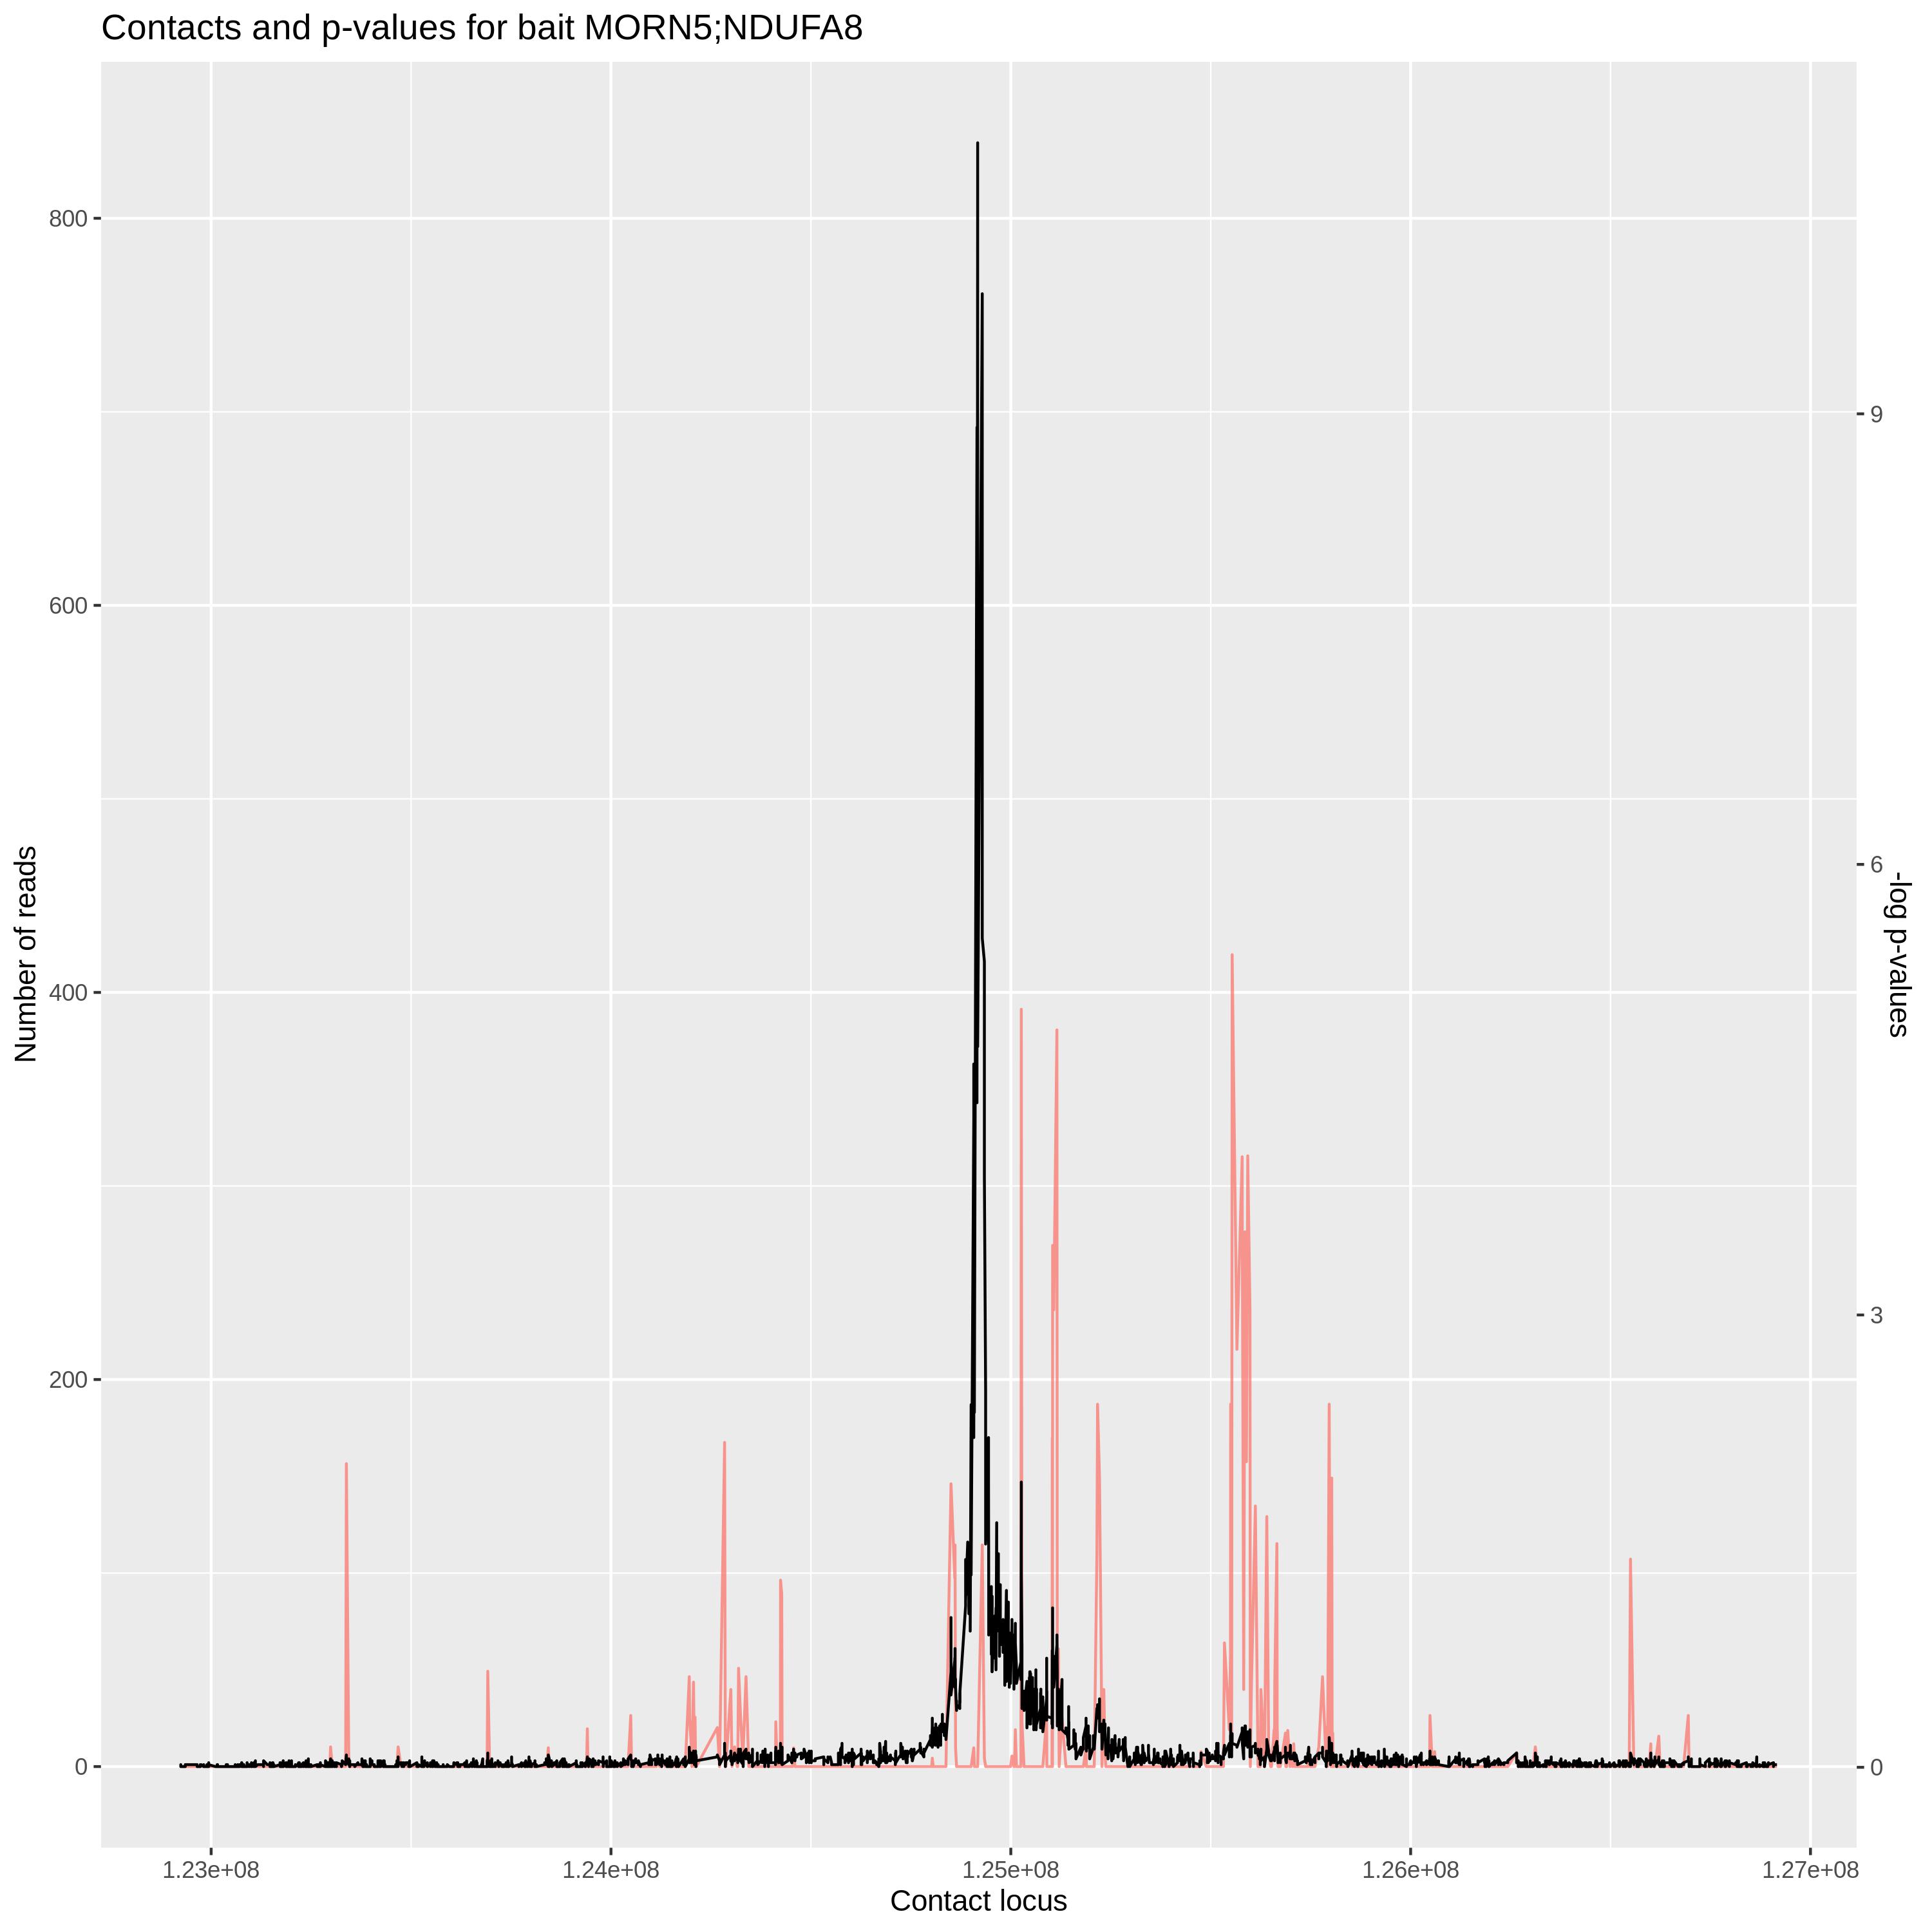 Contacts and p-values for bait MORN5;NDUFA8
800
600
400
200
0
Number of reads
9
6
3
0
-log p-values
1.23e+08
1.24e+08
1.25e+08
1.26e+08
1.27e+08
Contact locus